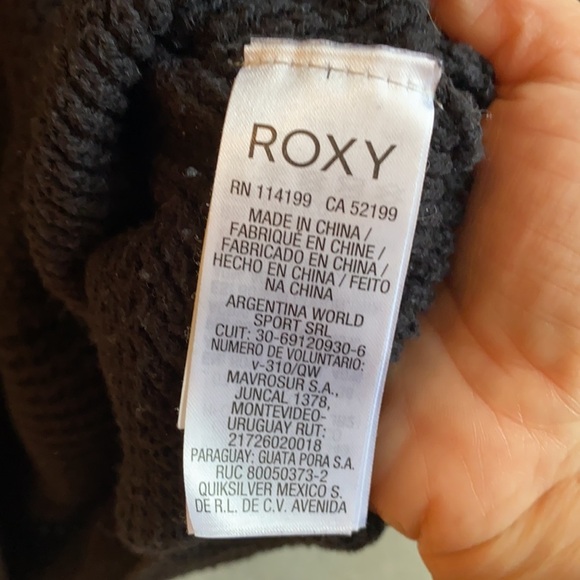 ROXY
RN 114199 CA 52199
MADE IN CHINA /
FABRIQUÉ EN CHINE /
FABRICADO EN CHINA /
HECHO EN CHINA / FEITO
NA CHINA
ARGENTINA WORLD
SPORT SRL
CUIT: 30-69120930-6
NUMERO DE VOLUNTARIO:
v-310/QW
MAVROSUR S.A.,
JUNCAL 1378,
MONTEVIDEO-
URUGUAY RUT:
21726020018
PARAGUAY: GUATA PORA S.A.
RUC 80050373-2
QUIKSILVER MEXICO S.
DE R.L. DE C.V. AVENIDA